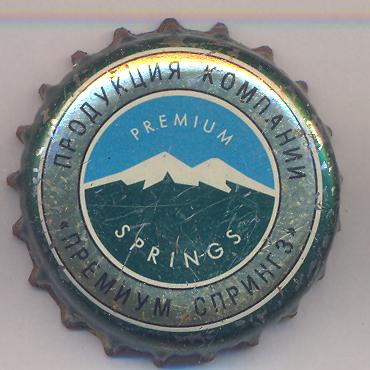 ПРОДУКЦИЯ КОМПАНИИ
«ПРЕМИУМ СПРИНГЗ»
PREMIUM
SPRINGS